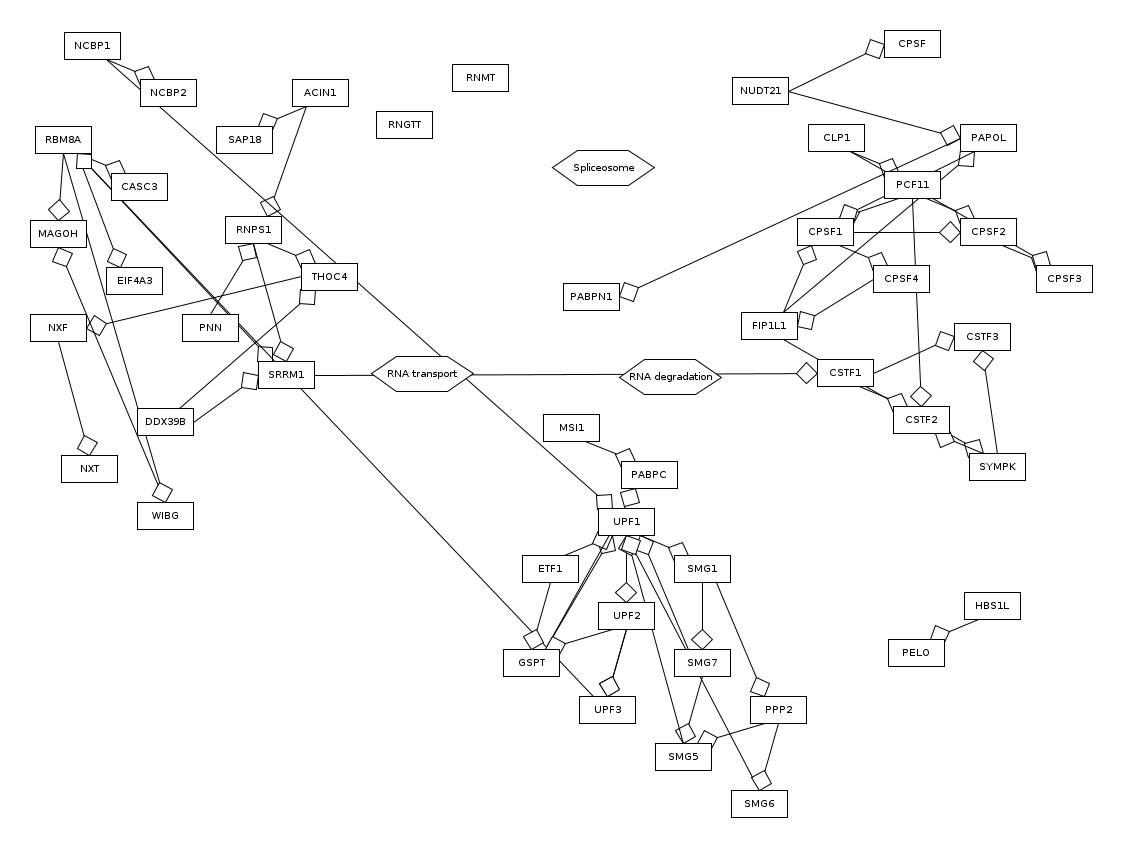 NCBP1
CPSF
RNMT
NCBP2
ACIN1
NUDT21
RNGTT
RBM8A
SAP18
CLP1
PAPOL
Spliceosome
CASC3
PCF11
MAGOH
RNPS1
CPSF1
CPSF2
EIF4A3
THOC4
CPSF4
CPSF3
PABPN1
NXF
PNN
FIP1L1
CSTF3
SRRM1
RNA transport
RNA degradation
CSTF1
DDX39B
MSI1
CSTF2
NXT
PABPC
SYMPK
WIBG
UPF1
ETF1
SMG1
UPF2
HBS1L
GSPT
SMG7
PELO
UPF3
PPP2
SMG5
SMG6